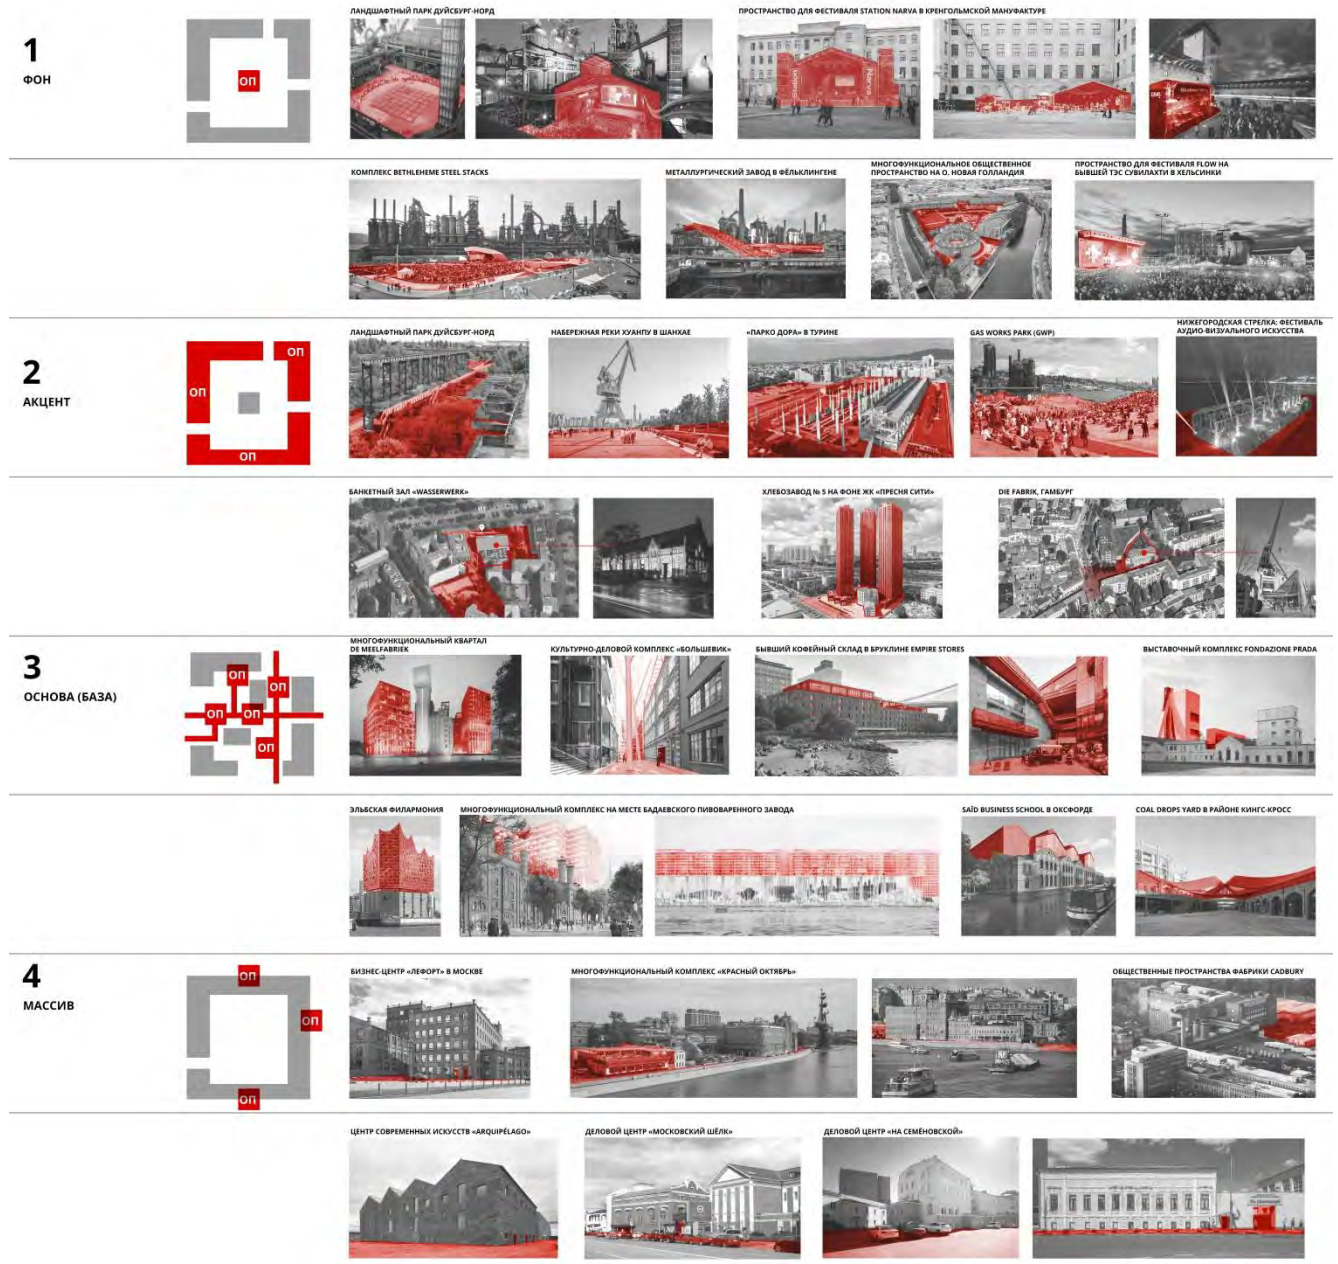 1
ФОН
ОП
ЛАНДШАФТНЫЙ ПАРК ДУЙСБУРГ-НОРД
ПРОСТРАНСТВО ДЛЯ ФЕСТИВАЛЯ STATION NARVA В КРЕНГОЛЬМСКОЙ МАНУФАКТУРЕ
Station
Narva
КОМПЛЕКС BETHLEHEME STEEL STACKS
МЕТАЛЛУРГИЧЕСКИЙ ЗАВОД В ФЁЛЬКЛИНГЕНЕ
МНОГОФУНКЦИОНАЛЬНОЕ ОБЩЕСТВЕННОЕ
ПРОСТРАНСТВО НА О. НОВАЯ ГОЛЛАНДИЯ
ПРОСТРАНСТВО ДЛЯ ФЕСТИВАЛЯ FLOW НА
БЫВШЕЙ ТЭС СУВИЛАХТИ В ХЕЛЬСИНКИ
2
АКЦЕНТ
ОП
ОП
ОП
ЛАНДШАФТНЫЙ ПАРК ДУЙСБУРГ-НОРД
НАБЕРЕЖНАЯ РЕКИ ХУАНПУ В ШАНХАЕ
«ПАРКО ДОРА» В ТУРИНЕ
GAS WORKS PARK (GWP)
НИЖЕГОРОДСКАЯ СТРЕЛКА: ФЕСТИВАЛЬ
АУДИО-ВИЗУАЛЬНОГО ИСКУССТВА
БАНКЕТНЫЙ ЗАЛ «WASSERWERK»
ХЛЕБОЗАВОД № 5 НА ФОНЕ ЖК «ПРЕСНЯ СИТИ»
DIE FABRIK, ГАМБУРГ
3
ОСНОВА (БАЗА)
ОП
ОП
ОП
ОП
ОП
МНОГОФУНКЦИОНАЛЬНЫЙ КВАРТАЛ
DE MEELFABRIEK
КУЛЬТУРНО-ДЕЛОВОЙ КОМПЛЕКС «БОЛЬШЕВИК»
БЫВШИЙ КОФЕЙНЫЙ СКЛАД В БРУКЛИНЕ EMPIRE STORES
ВЫСТАВОЧНЫЙ КОМПЛЕКС FONDAZIONE PRADA
ЭЛЬБСКАЯ ФИЛАРМОНИЯ
МНОГОФУНКЦИОНАЛЬНЫЙ КОМПЛЕКС НА МЕСТЕ БАДАЕВСКОГО ПИВОВАРЕННОГО ЗАВОДА
SAÏD BUSINESS SCHOOL В ОКСФОРДЕ
COAL DROPS YARD В РАЙОНЕ КИНГС-КРОСС
4
МАССИВ
ОП
ОП
ОП
БИЗНЕС-ЦЕНТР «ЛЕФОРТ» В МОСКВЕ
МНОГОФУНКЦИОНАЛЬНЫЙ КОМПЛЕКС «КРАСНЫЙ ОКТЯБРЬ»
ОБЩЕСТВЕННЫЕ ПРОСТРАНСТВА ФАБРИКИ CADBURY
ЦЕНТР СОВРЕМЕННЫХ ИСКУССТВ «ARQUIPÉLAGO»
ДЕЛОВОЙ ЦЕНТР «МОСКОВСКИЙ ШЁЛК»
ДЕЛОВОЙ ЦЕНТР «НА СЕМЁНОВСКОЙ»